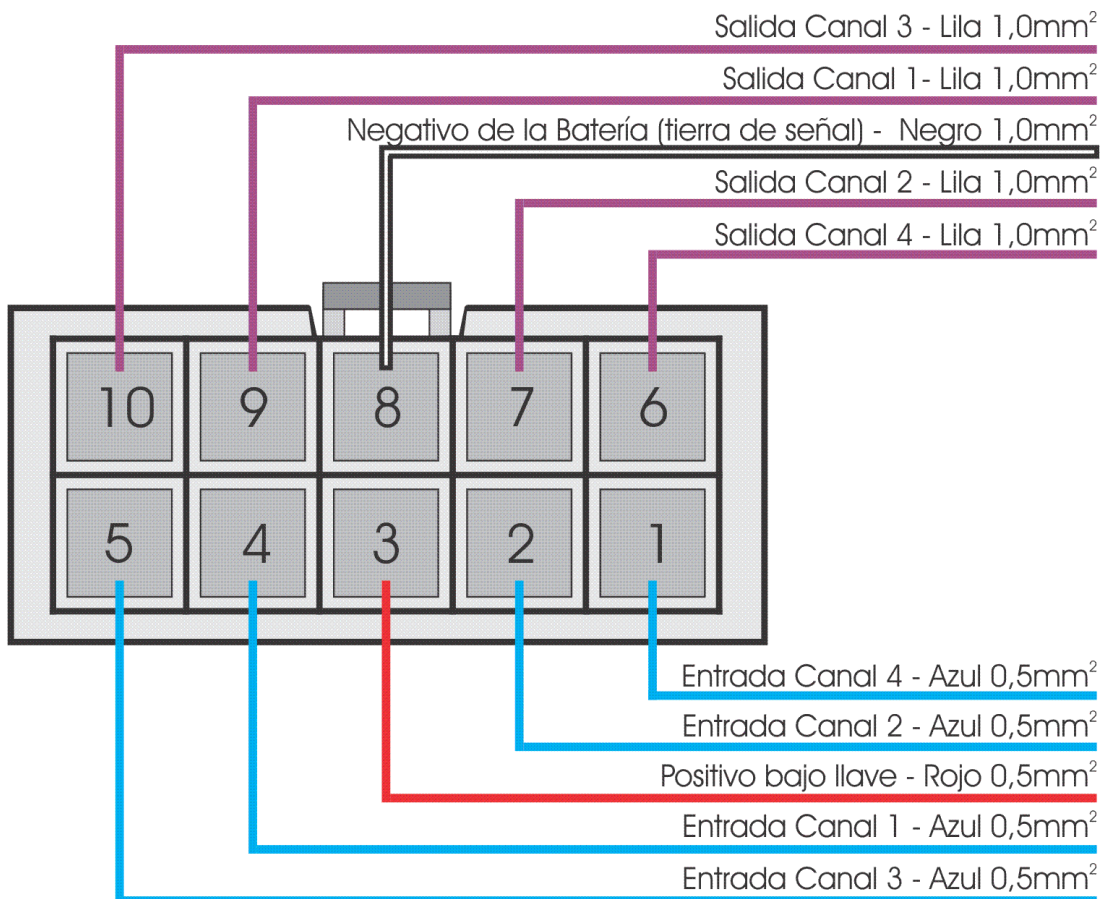 Salida Canal 3 - Lila 1,0mm²
Salida Canal 1- Lila 1,0mm²
Negativo de la Batería (tierra de señal) - Negro 1,0mm²
Salida Canal 2 - Lila 1,0mm²
Salida Canal 4 - Lila 1,0mm²
10 9 8 7 6
5 4 3 2 1
Entrada Canal 4 - Azul 0,5mm²
Entrada Canal 2 - Azul 0,5mm²
Positivo bajo llave - Rojo 0,5mm²
Entrada Canal 1 - Azul 0,5mm²
Entrada Canal 3 - Azul 0,5mm²